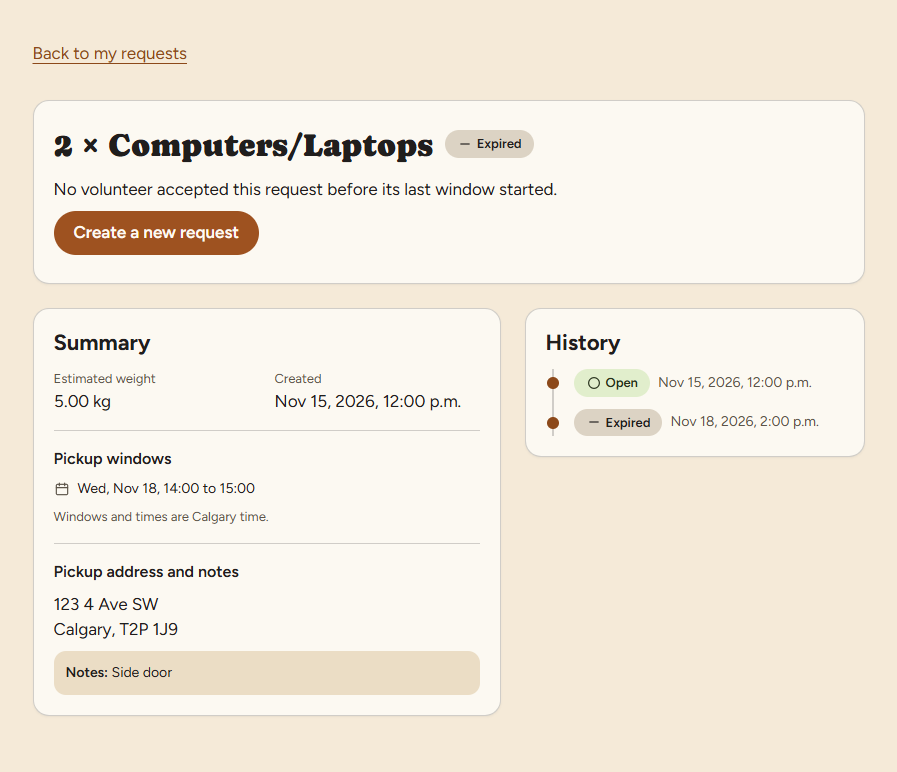 Back to my requests
2 × Computers/Laptops
Expired
No volunteer accepted this request before its last window started.
Create a new request
Summary
Estimated weight
5.00 kg
Created
Nov 15, 2026, 12:00 p.m.
Pickup windows
Wed, Nov 18, 14:00 to 15:00
Windows and times are Calgary time.
Pickup address and notes
123 4 Ave SW
Calgary, T2P 1J9
Notes: Side door
History
Open Nov 15, 2026, 12:00 p.m.
Expired Nov 18, 2026, 2:00 p.m.